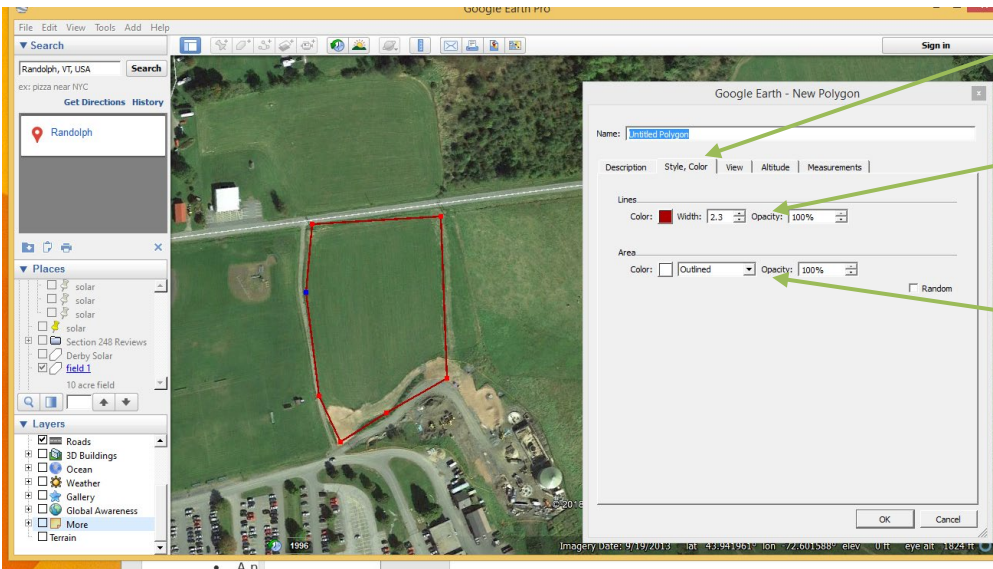 Google Earth Pro
File Edit View Tools Add Help
▼ Search
Sign in
Randolph, VT, USA Search
ex: pizza near NYC
Get Directions History
Randolph
▼ Places
solar
solar
solar
solar
Section 248 Reviews
Derby Solar
field 1
10 acre field
▼ Layers
Roads
3D Buildings
Ocean
Weather
Gallery
Global Awareness
More
Terrain
Google Earth - New Polygon
Name: Untitled Polygon
Description Style, Color View Altitude Measurements
Lines
Color: Width: 2.3 Opacity: 100%
Area
Color: Outlined Opacity: 100%
Random
OK Cancel
© 2018
1996
Imagery Date: 9/19/2013 lat 43.941961° lon -72.601588° elev 0 ft eye alt 1824 ft